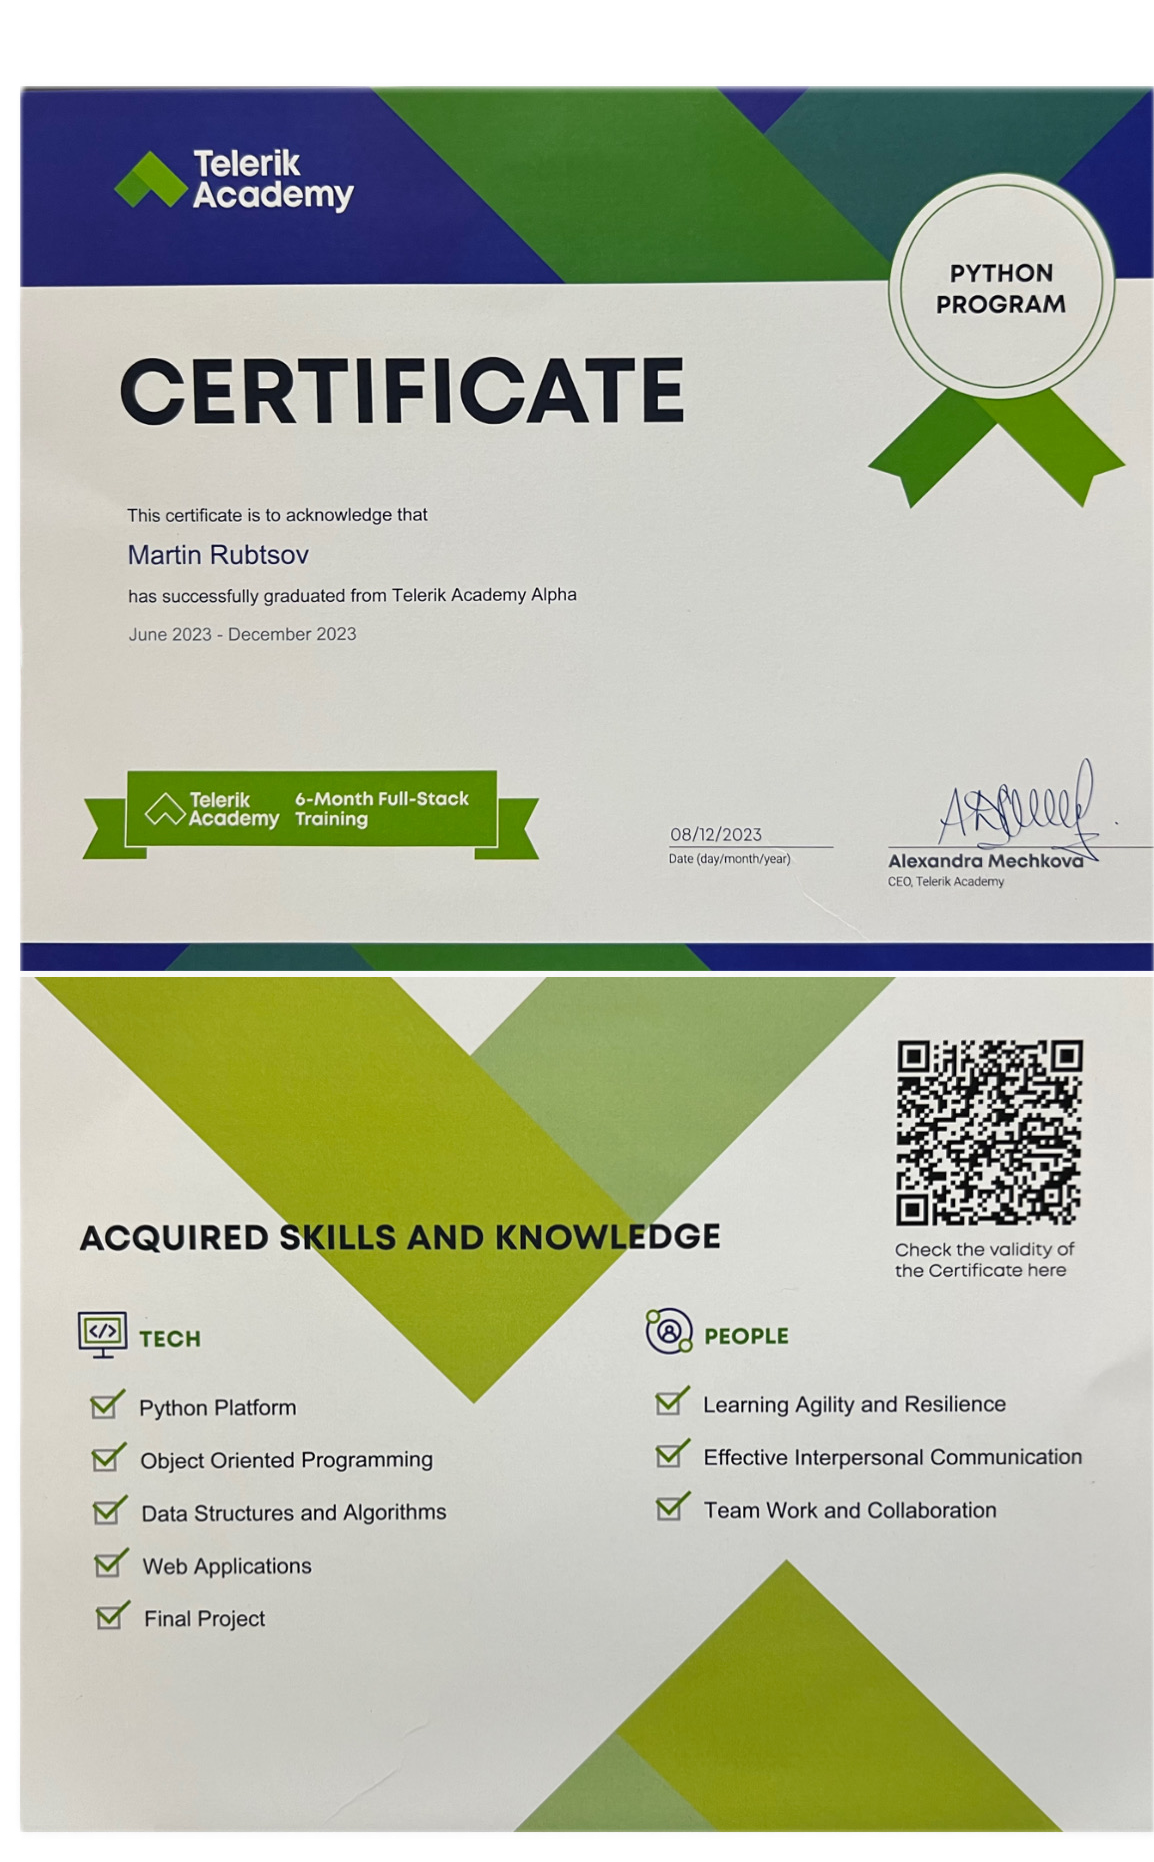 Telerik
Academy
PYTHON
PROGRAM
CERTIFICATE
This certificate is to acknowledge that
Martin Rubtsov
has successfully graduated from Telerik Academy Alpha
June 2023 - December 2023
Telerik
Academy
6-Month Full-Stack
Training
08/12/2023
Date (day/month/year)
Alexandra Mechkova
CEO, Telerik Academy
Check the validity of
the Certificate here
ACQUIRED SKILLS AND KNOWLEDGE
TECH
Python Platform
Object Oriented Programming
Data Structures and Algorithms
Web Applications
Final Project
PEOPLE
Learning Agility and Resilience
Effective Interpersonal Communication
Team Work and Collaboration